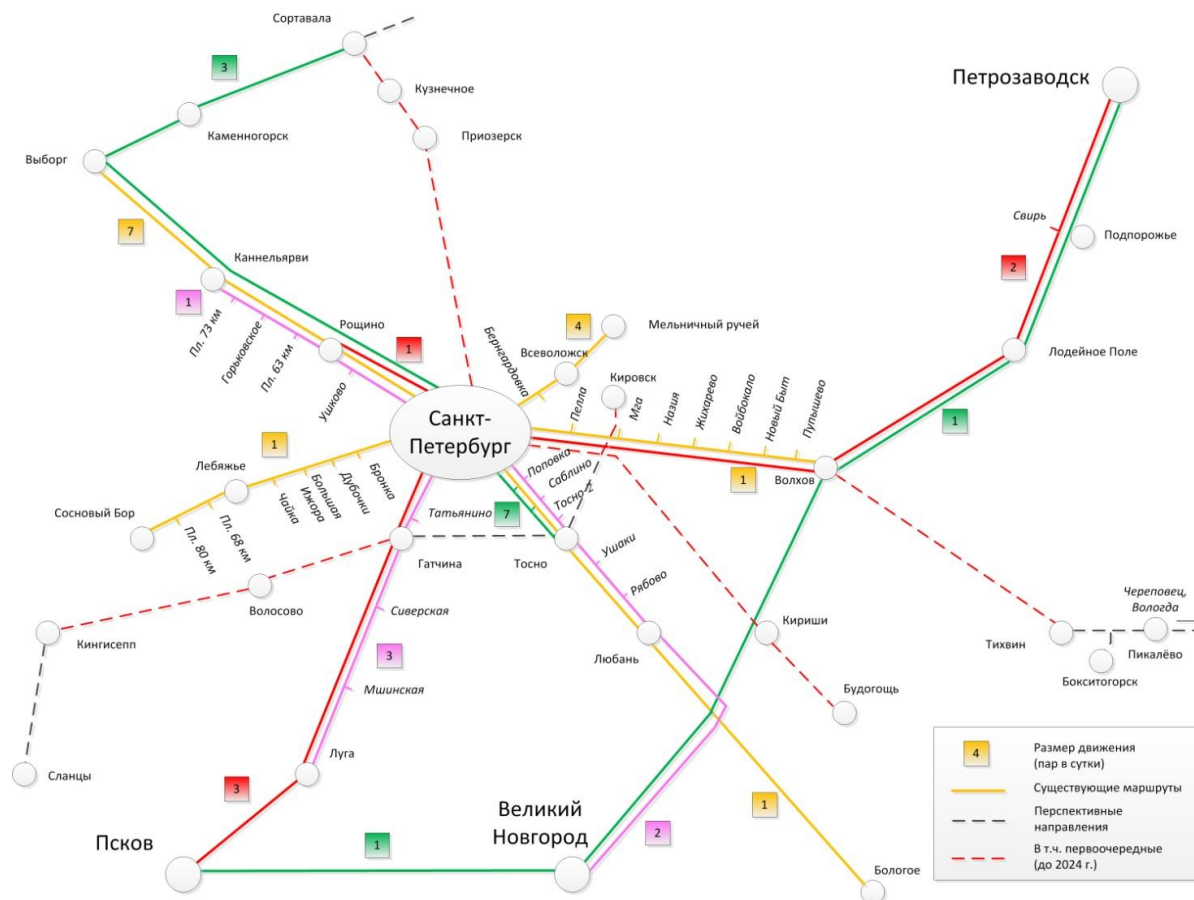 Сортавала
3
Кузнечное
Петрозаводск
Каменногорск
Приозерск
Выборг
Свирь
7
Подпорожье
Каннельярви
2
1
Пл. 73 км
Горьковское
Пл. 63 км
Ушково
Рощино
1
4
Мельничный ручей
Бернгардовка
Всеволожск
Лодейное Поле
Кировск
Пелла
Мга
Назия
Жихарево
Войбокало
Новый Быт
Пупышево
Санкт-
Петербург
1
1
Лебяжье
1
Волхов
Бронка
Дубочки
Большая
Ижора
Чайка
Поповка
Саблино
Тосно-2
Сосновый Бор
Пл. 68 км
Пл. 80 км
Татьянино
7
Гатчина
Тосно
Ушаки
Рябово
Волосово
Сиверская
Череповец,
Вологда
Кингисепп
Кириши
Любань
Тихвин
Пикалёво
3
Бокситогорск
Мшинская
Будогощь
Луга
Сланцы
3
Великий
Новгород
1
Псков
1
2
Бологое
4
Размер движения
(пар в сутки)
Существующие маршруты
Перспективные
направления
В т.ч. первоочередные
(до 2024 г.)